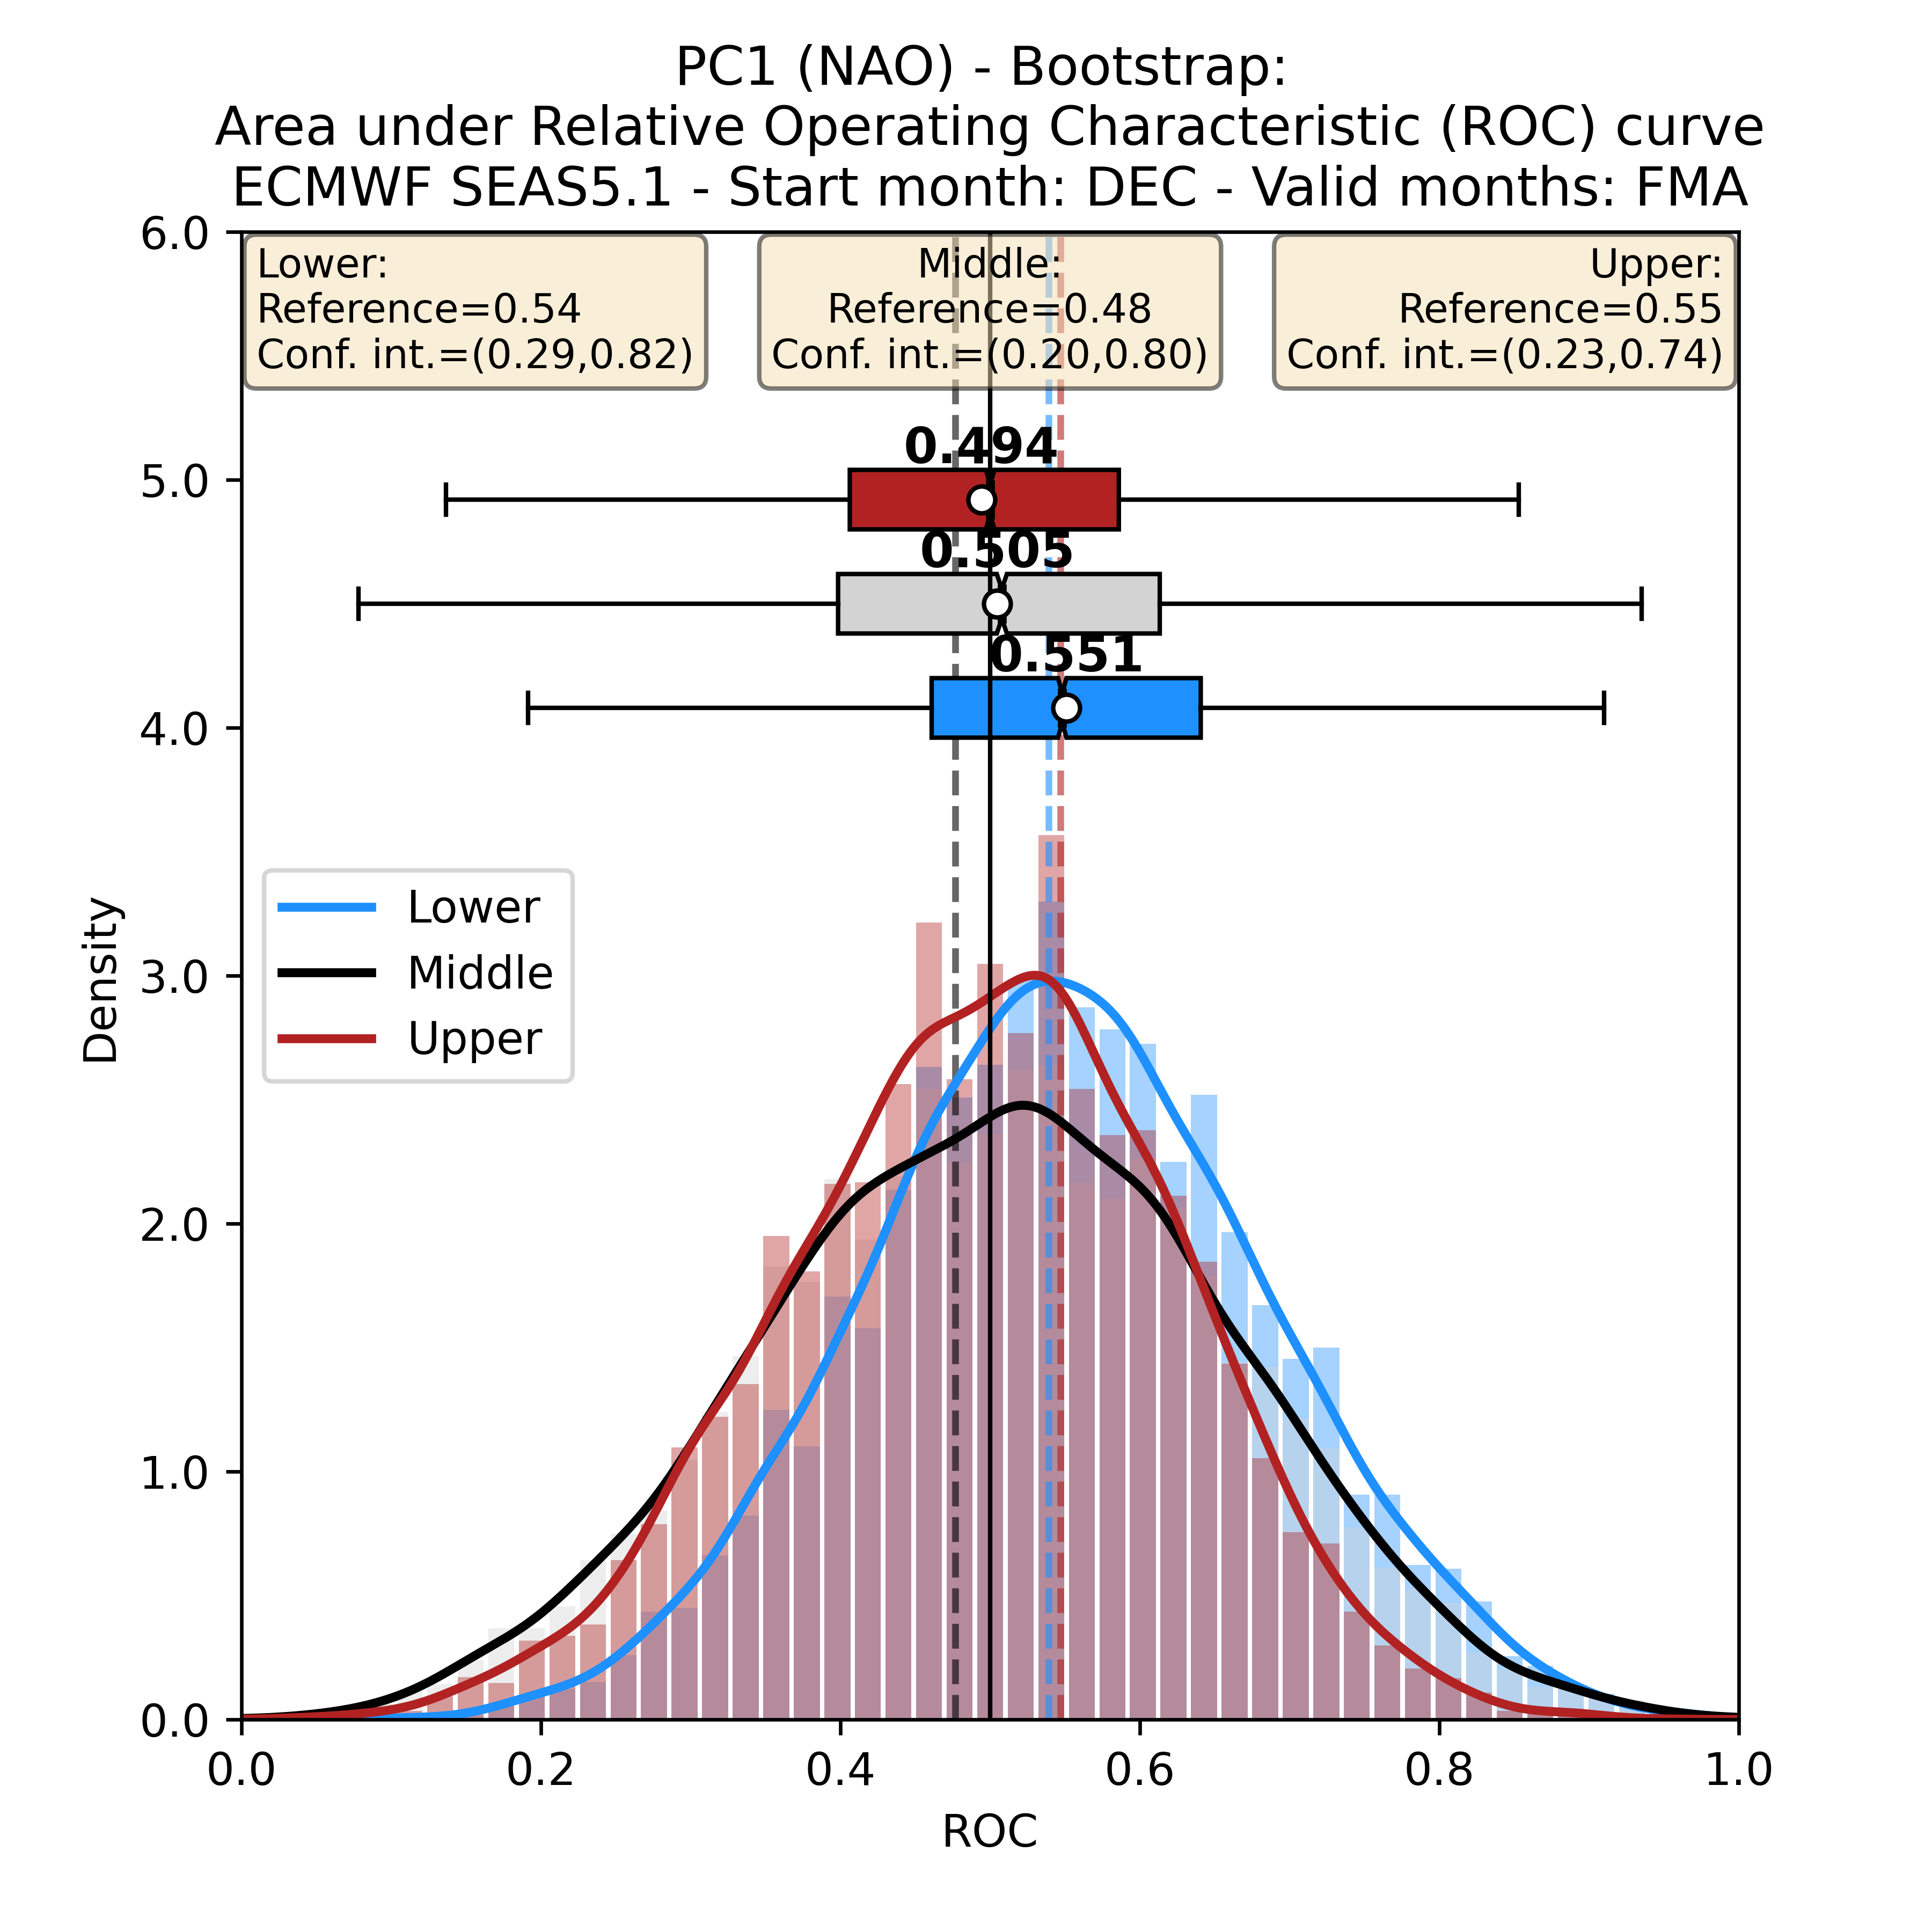 PC1 (NAO) - Bootstrap:
Area under Relative Operating Characteristic (ROC) curve
ECMWF SEAS5.1 - Start month: DEC - Valid months: FMA
6.0
5.0
4.0
3.0
2.0
1.0
0.0
Density
Lower:
Reference=0.54
Conf. int.=(0.29,0.82)
Middle:
Reference=0.48
Conf. int.=(0.20,0.80)
Upper:
Reference=0.55
Conf. int.=(0.23,0.74)
0.494
0.505
0.551
Lower
Middle
Upper
0.0
0.2
0.4
0.6
0.8
1.0
ROC